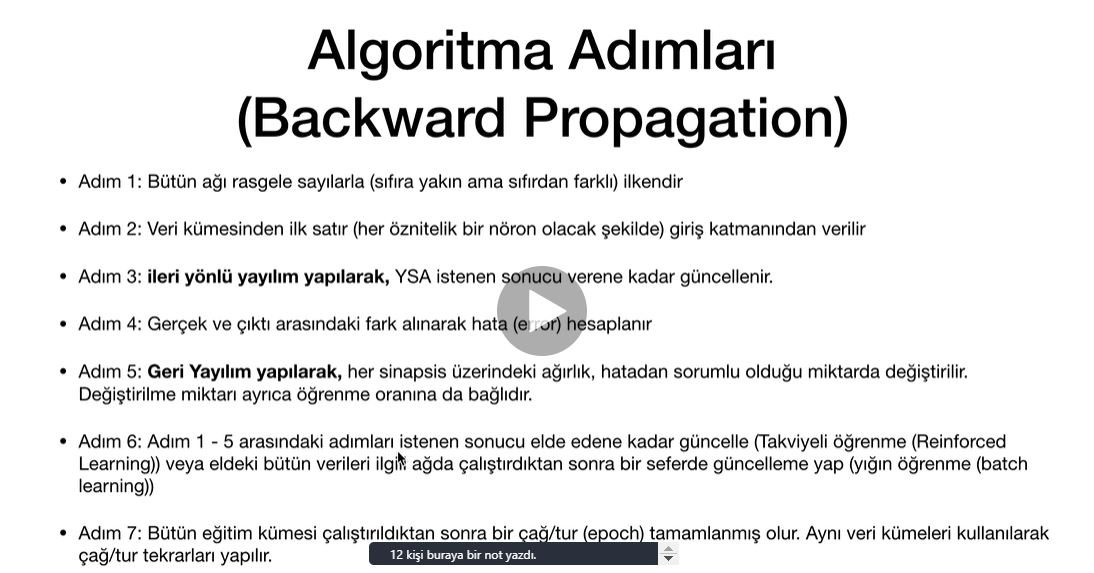 Algoritma Adımları
(Backward Propagation)
• Adım 1: Bütün ağı rasgele sayılarla (sıfıra yakın ama sıfırdan farklı) ilkendir
• Adım 2: Veri kümesinden ilk satır (her öznitelik bir nöron olacak şekilde) giriş katmanından verilir
• Adım 3: ileri yönlü yayılım yapılarak, YSA istenen sonucu verene kadar güncellenir.
• Adım 4: Gerçek ve çıktı arasındaki fark alınarak hata (error) hesaplanır
• Adım 5: Geri Yayılım yapılarak, her sinapsis üzerindeki ağırlık, hatadan sorumlu olduğu miktarda değiştirilir.
Değiştirilme miktarı ayrıca öğrenme oranına da bağlıdır.
• Adım 6: Adım 1 - 5 arasındaki adımları istenen sonucu elde edene kadar güncelle (Takviyeli öğrenme (Reinforced
Learning)) veya eldeki bütün verileri ilgili ağda çalıştırdıktan sonra bir seferde güncelleme yap (yığın öğrenme (batch
learning))
• Adım 7: Bütün eğitim kümesi çalıştırıldıktan sonra bir çağ/tur (epoch) tamamlanmış olur. Aynı veri kümeleri kullanılarak
çağ/tur tekrarları yapılır.
12 kişi buraya bir not yazdı.